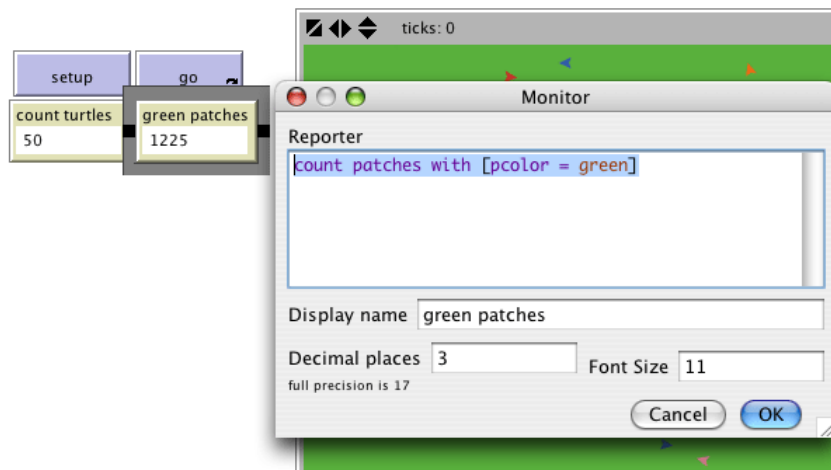 ticks: 0
setup
go
count turtles
50
green patches
1225
Monitor
Reporter
count patches with [pcolor = green]
Display name green patches
Decimal places 3
Font Size 11
full precision is 17
Cancel
OK